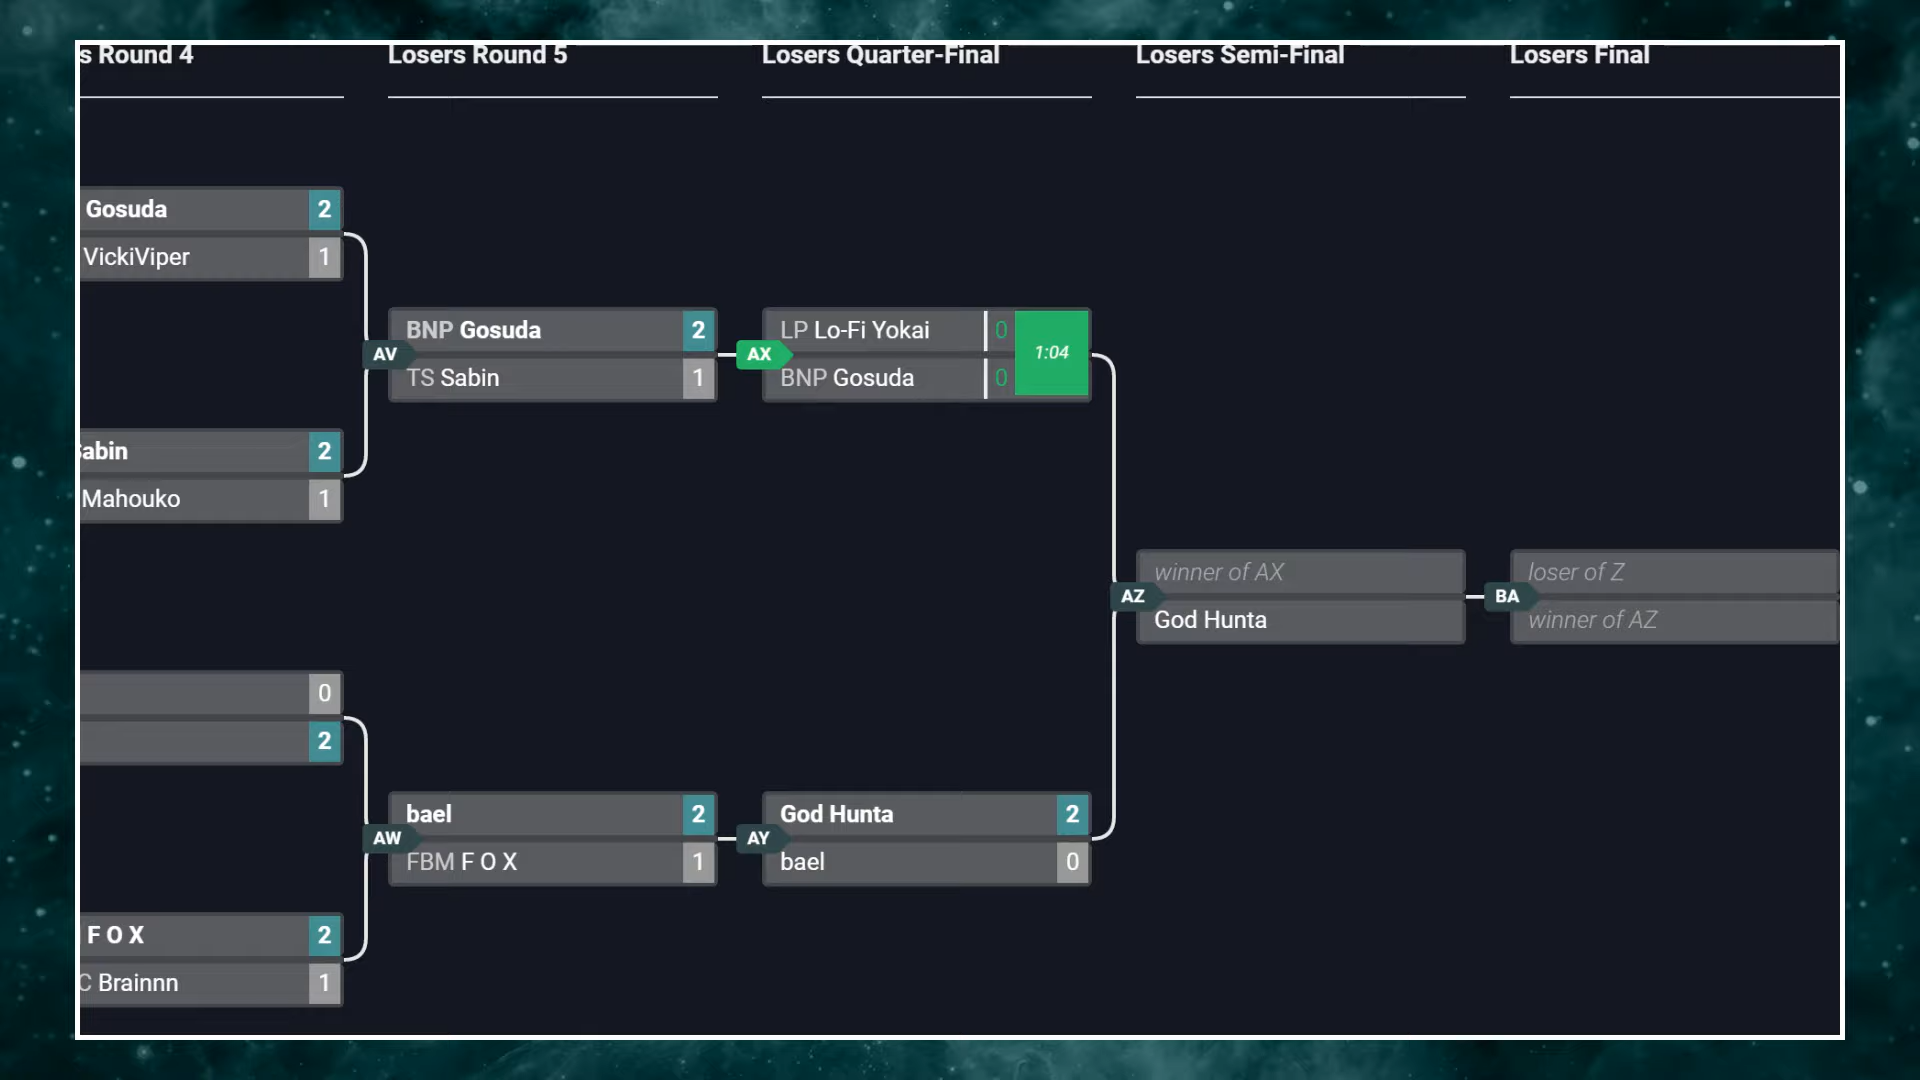 s Round 4
Losers Round 5
Losers Quarter-Final
Losers Semi-Final
Losers Final
Gosuda 2
VickiViper 1
abin 2
Mahouko 1
0
2
F O X 2
C Brainnn 1
AV
BNP Gosuda 2
TS Sabin 1
AW
bael 2
FBM F O X 1
AX
LP Lo-Fi Yokai 0
BNP Gosuda 0
1:04
AY
God Hunta 2
bael 0
AZ
winner of AX
God Hunta
BA
loser of Z
winner of AZ